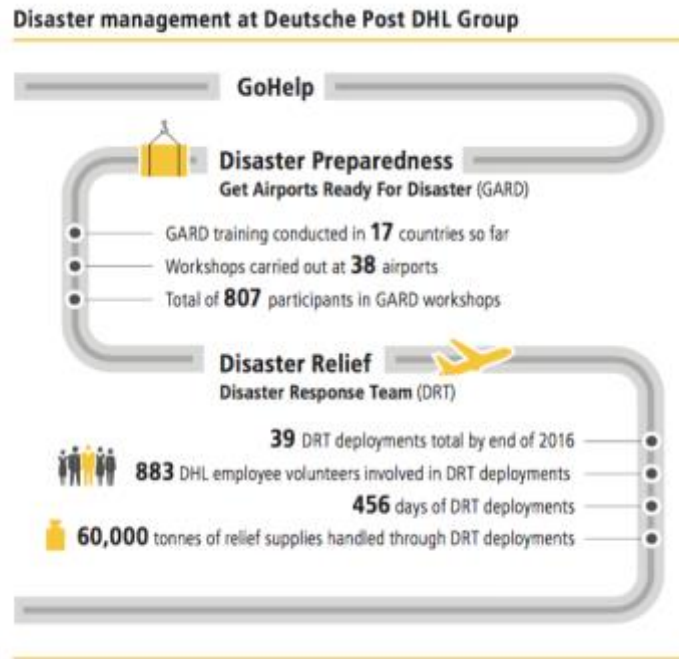 Disaster management at Deutsche Post DHL Group
GoHelp
Disaster Preparedness
Get Airports Ready For Disaster (GARD)
GARD training conducted in 17 countries so far
Workshops carried out at 38 airports
Total of 807 participants in GARD workshops
Disaster Relief
Disaster Response Team (DRT)
39 DRT deployments total by end of 2016
883 DHL employee volunteers involved in DRT deployments
456 days of DRT deployments
60,000 tonnes of relief supplies handled through DRT deployments